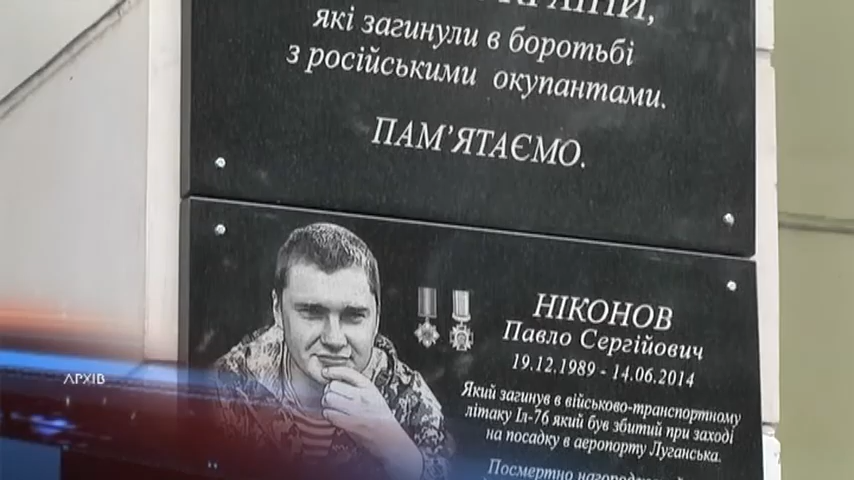 які загинули в боротьбі
з російськими окупантами.
ПАМ’ЯТАЄМО.
НІКОНОВ
Павло Сергійович
19.12.1989 - 14.06.2014
Який загинув в військово-транспортному
літаку Іл-76 який був збитий при заході
на посадку в аеропорту Луганська.
Посмертно
АРХІВ